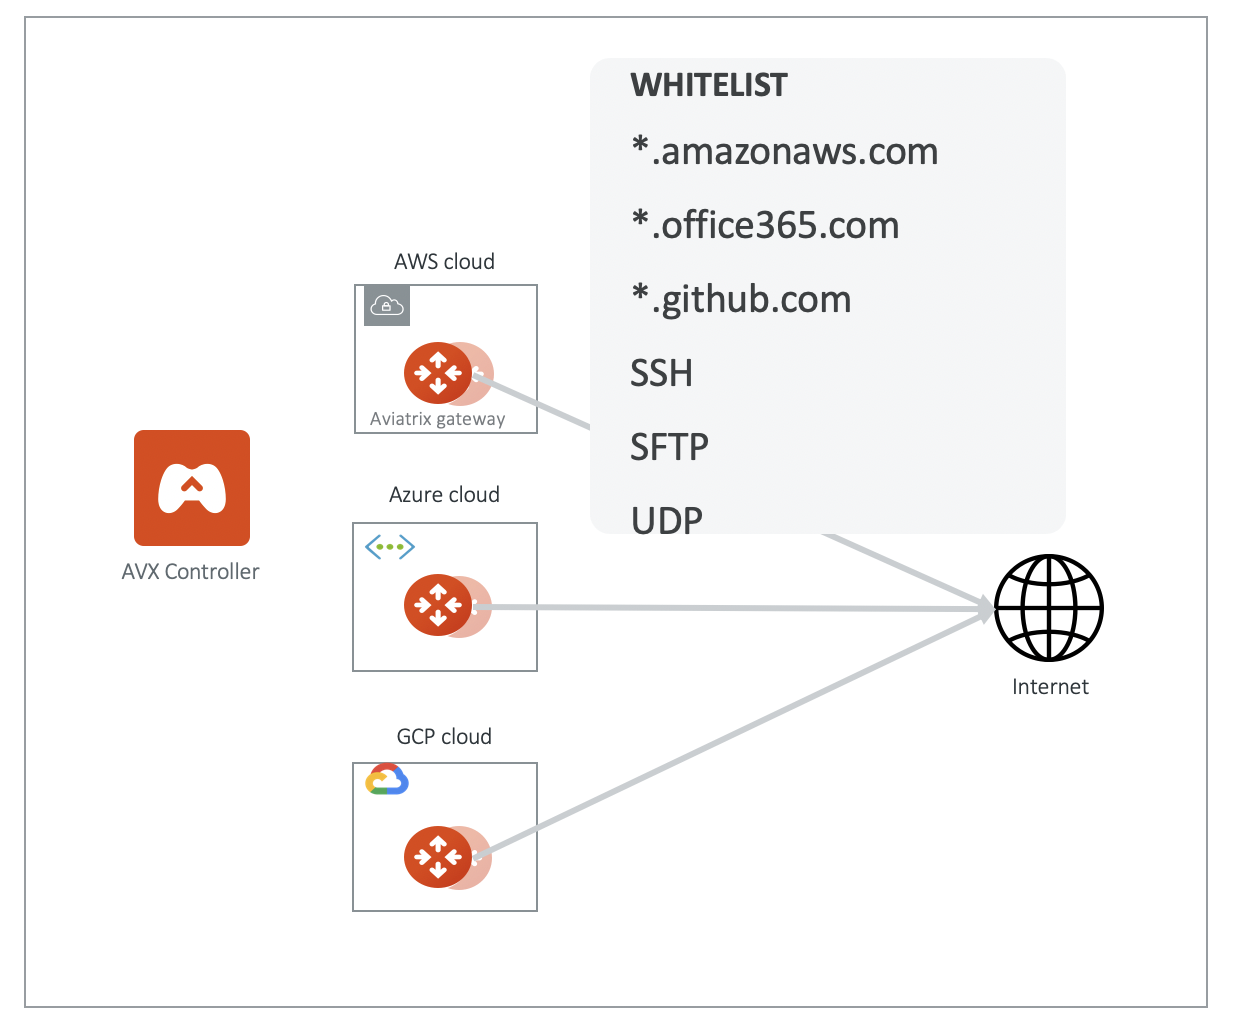 WHITELIST
*.amazonaws.com
*.office365.com
*.github.com
SSH
SFTP
UDP
AWS cloud
Aviatrix gateway
Azure cloud
AVX Controller
Internet
GCP cloud